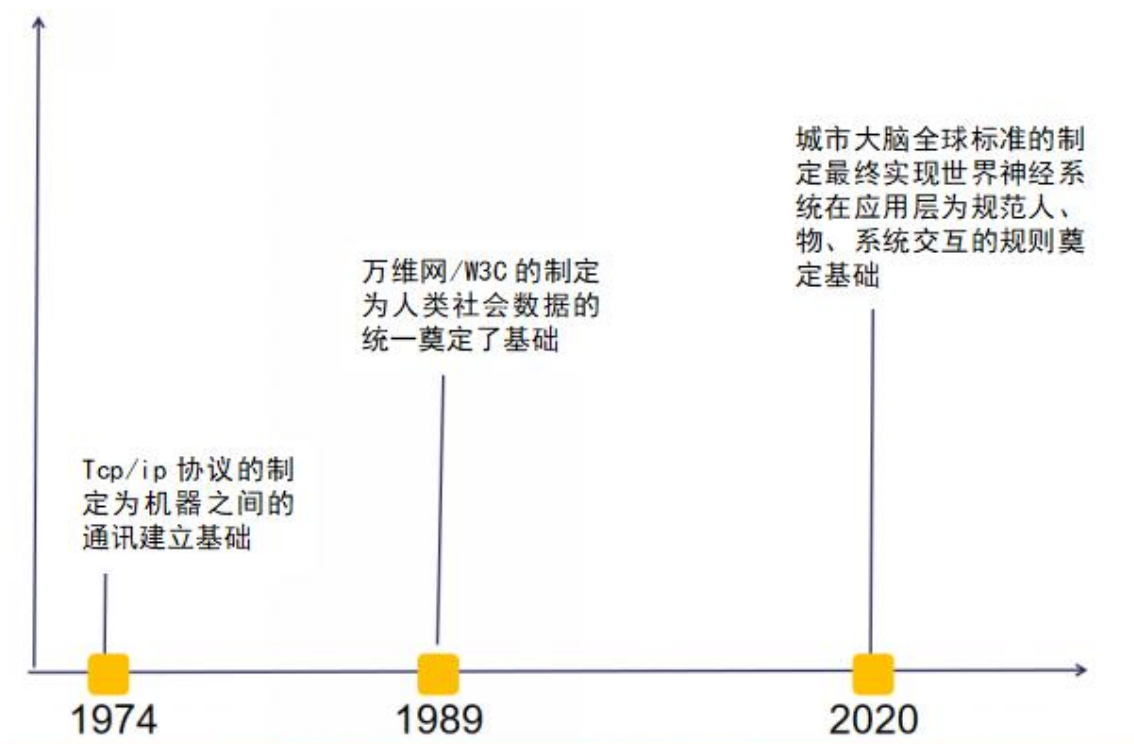 城市大脑全球标准的制
定最终实现世界神经系
统在应用层为规范人、
物、系统交互的规则奠
定基础
万维网/W3C的制定
为人类社会数据的
统一奠定了基础
Tcp/ip 协议的制
定为机器之间的
通讯建立基础
1974
1989
2020